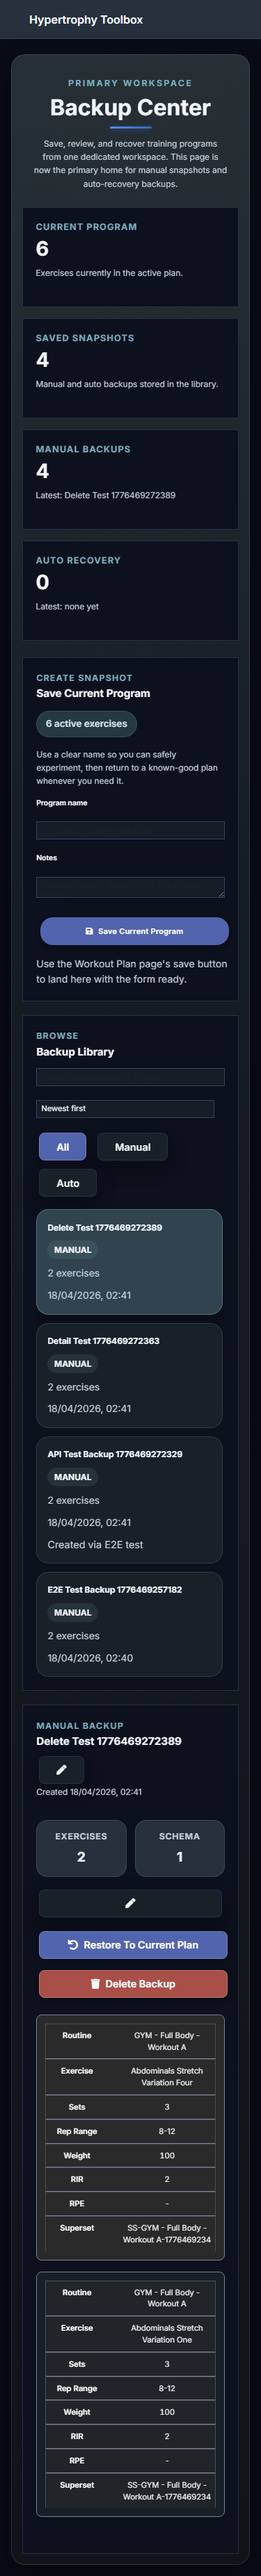 Hypertrophy Toolbox
PRIMARY WORKSPACE
Backup Center
Save, review, and recover training programs
from one dedicated workspace. This page is
now the primary home for manual snapshots and
auto-recovery backups.
CURRENT PROGRAM
6
Exercises currently in the active plan.
SAVED SNAPSHOTS
4
Manual and auto backups stored in the library.
MANUAL BACKUPS
4
Latest: Delete Test 1776469272389
AUTO RECOVERY
0
Latest: none yet
CREATE SNAPSHOT
Save Current Program
6 active exercises
Use a clear name so you can safely
experiment, then return to a known-good plan
whenever you need it.
Program name
Notes
Save Current Program
Use the Workout Plan page's save button
to land here with the form ready.
BROWSE
Backup Library
Newest first
All
Manual
Auto
Delete Test 1776469272389
MANUAL
2 exercises
18/04/2026, 02:41
Detail Test 1776469272363
MANUAL
2 exercises
18/04/2026, 02:41
API Test Backup 1776469272329
MANUAL
2 exercises
18/04/2026, 02:41
Created via E2E test
E2E Test Backup 1776469257182
MANUAL
2 exercises
18/04/2026, 02:40
MANUAL BACKUP
Delete Test 1776469272389
Created 18/04/2026, 02:41
EXERCISES
2
SCHEMA
1
Restore To Current Plan
Delete Backup
Routine
GYM - Full Body -
Workout A
Exercise
Abdominals Stretch
Variation Four
Sets
3
Rep Range
8-12
Weight
100
RIR
2
RPE
-
Superset
SS-GYM - Full Body -
Workout A-1776469234
Routine
GYM - Full Body -
Workout A
Exercise
Abdominals Stretch
Variation One
Sets
3
Rep Range
8-12
Weight
100
RIR
2
RPE
-
Superset
SS-GYM - Full Body -
Workout A-1776469234